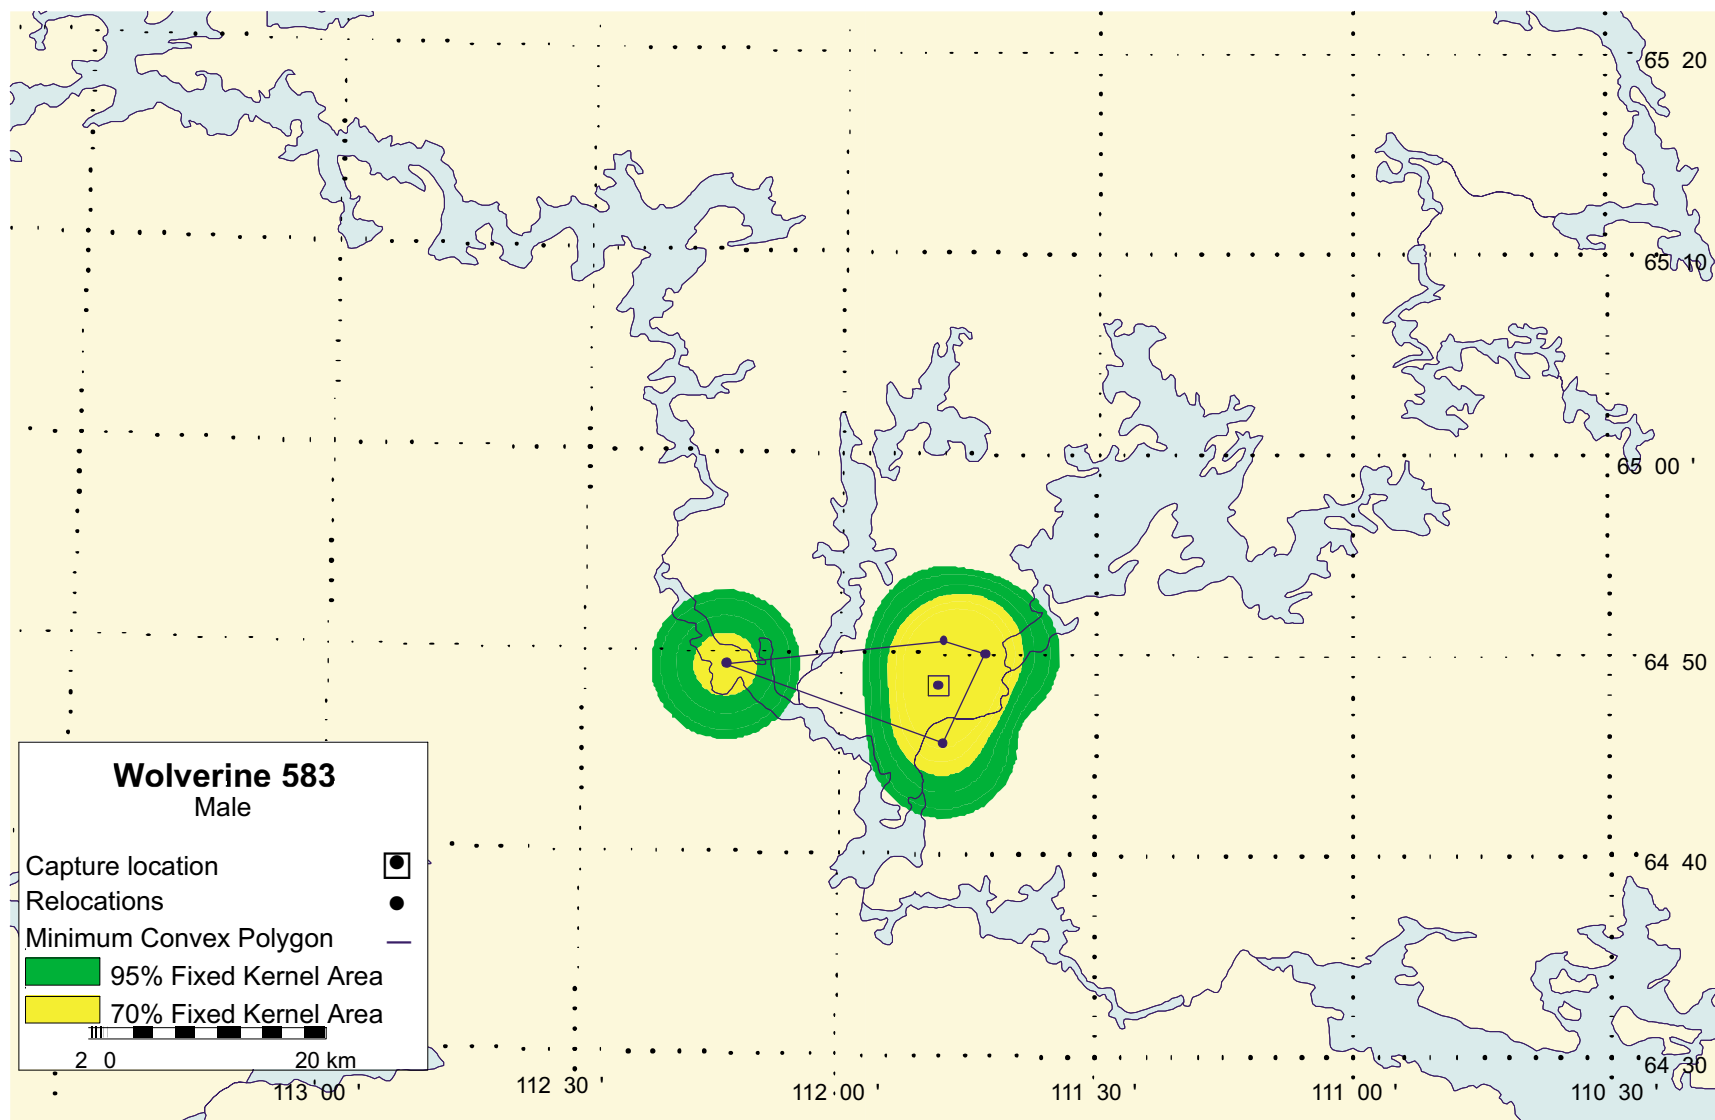 65 20
65 10
65 00 '
64 50
64 40
64 30
Wolverine 583
Male
Capture location
Relocations
Minimum Convex Polygon
95% Fixed Kernel Area
70% Fixed Kernel Area
2 0 20 km
113 00 ' 112 30 ' 112 00 ' 111 30 ' 111 00 ' 110 30 '